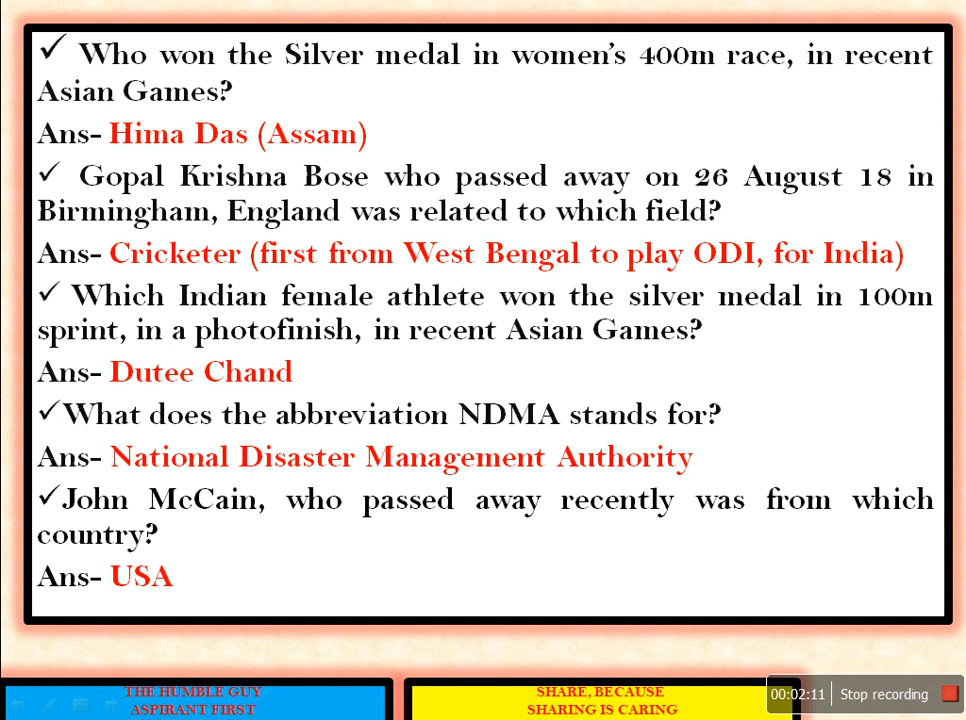 ✓ Who won the Silver medal in women's 400m race, in recent
Asian Games?
Ans- Hima Das (Assam)
✓ Gopal Krishna Bose who passed away on 26 August 18 in
Birmingham, England was related to which field?
Ans- Cricketer (first from West Bengal to play ODI, for India)
✓ Which Indian female athlete won the silver medal in 100m
sprint, in a photofinish, in recent Asian Games?
Ans- Dutee Chand
✓What does the abbreviation NDMA stands for?
Ans- National Disaster Management Authority
✓John McCain, who passed away recently was from which
country?
Ans- USA
THE HUMBLE GUY
ASPIRANT FIRST
SHARE, BECAUSE
SHARING IS CARING
00:02:11 Stop recording